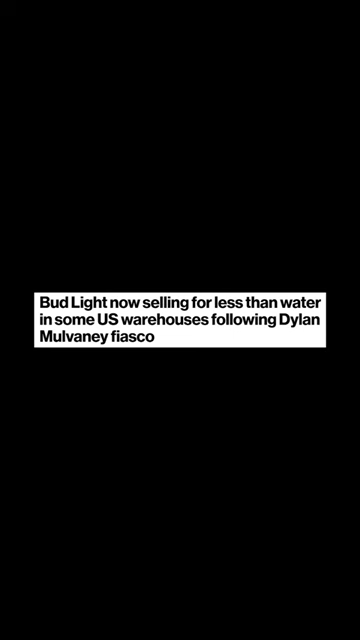 Bud Light now selling for less than water
in some US warehouses following Dylan
Mulvaney fiasco